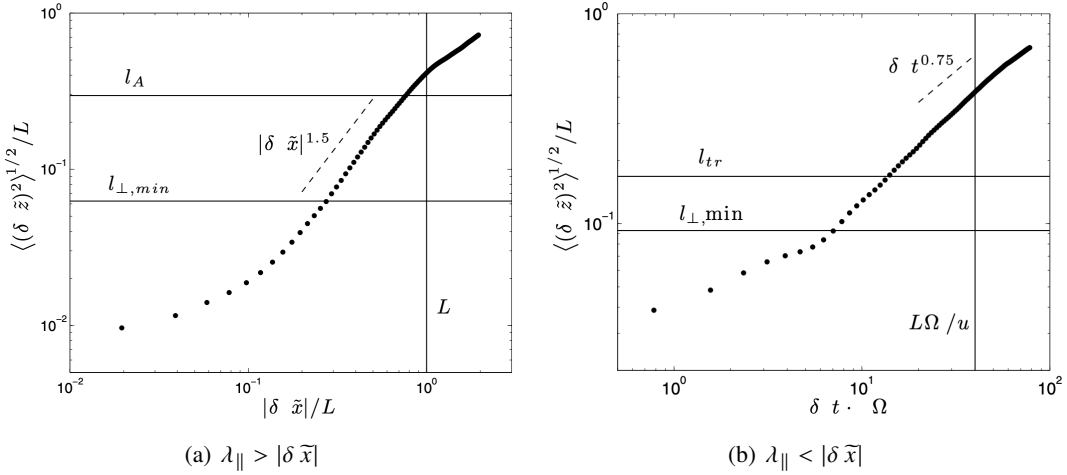 10^0
l_A
|δ x̃|^{1.5}
10^{-1}
l_{⊥,min}
⟨(δ z̃)^2⟩^{1/2}/L
10^{-2}
L
10^{-2} 10^{-1} 10^0
|δ x̃|/L
(a) λ_∥ > |δ x̃|
10^0
δ t^{0.75}
l_{tr}
l_{⊥,min}
10^{-1}
⟨(δ z̃)^2⟩^{1/2}/L
LΩ/u
10^0 10^1 10^2
δ t · Ω
(b) λ_∥ < |δ x̃|